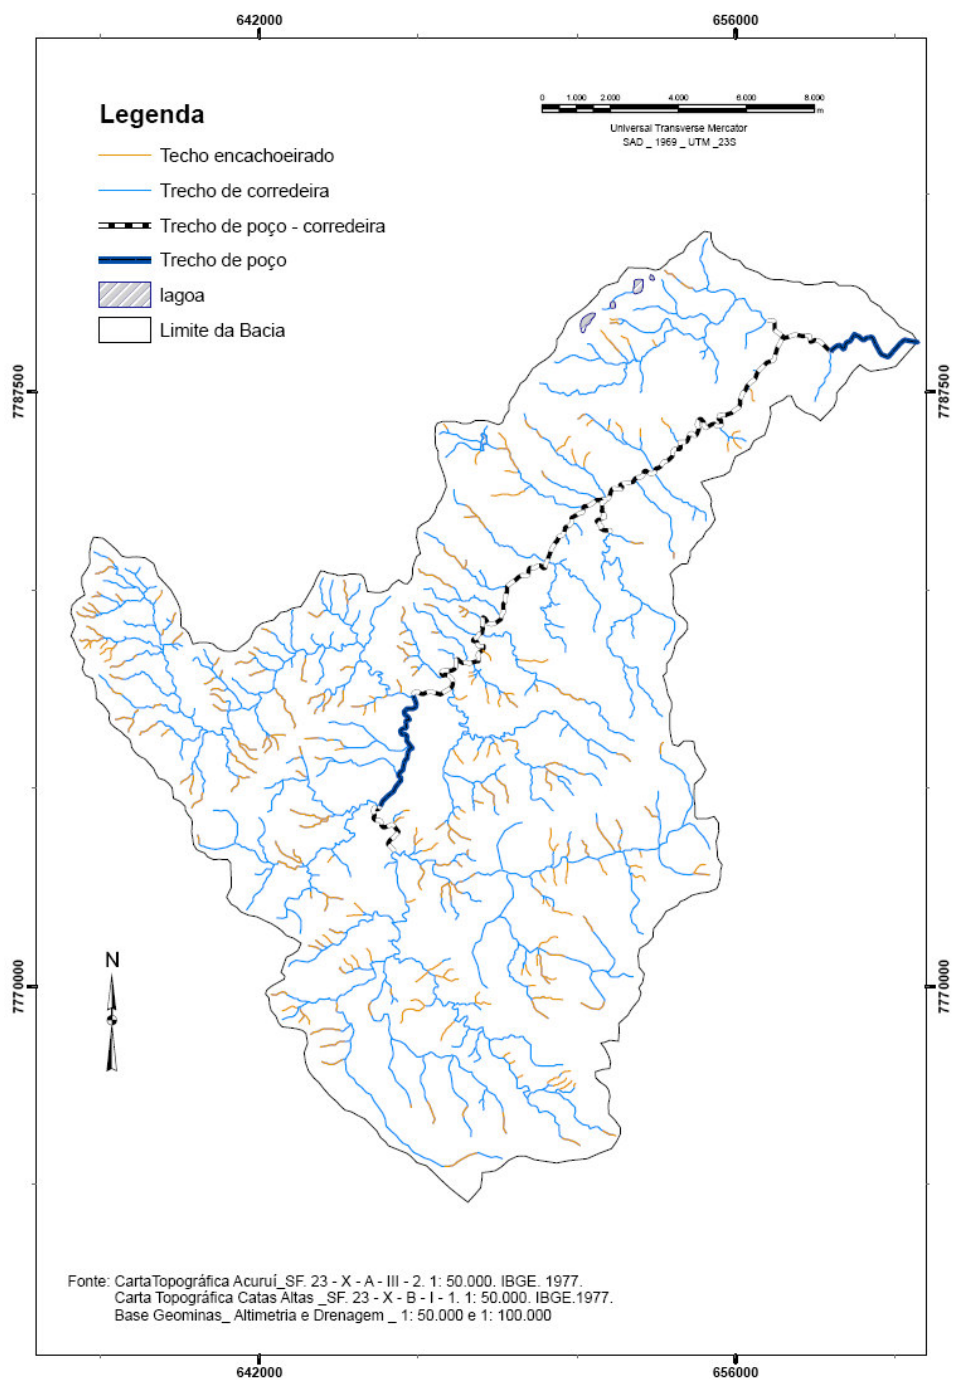 642000 656000
Legenda
Techo encachoeirado
Trecho de corredeira
Trecho de poço - corredeira
Trecho de poço
lagoa
Limite da Bacia
0 1.000 2.000 4.000 6.000 8.000
m
Universal Transverse Mercator
SAD _ 1969 _ UTM _23S
7787500 7787500
N
7770000 7770000
Fonte: CartaTopográfica Acuruí_SF. 23 - X - A - III - 2. 1: 50.000. IBGE. 1977.
Carta Topográfica Catas Altas _SF. 23 - X - B - I - 1. 1: 50.000. IBGE.1977.
Base Geominas_ Altimetria e Drenagem _ 1: 50.000 e 1: 100.000
642000 656000